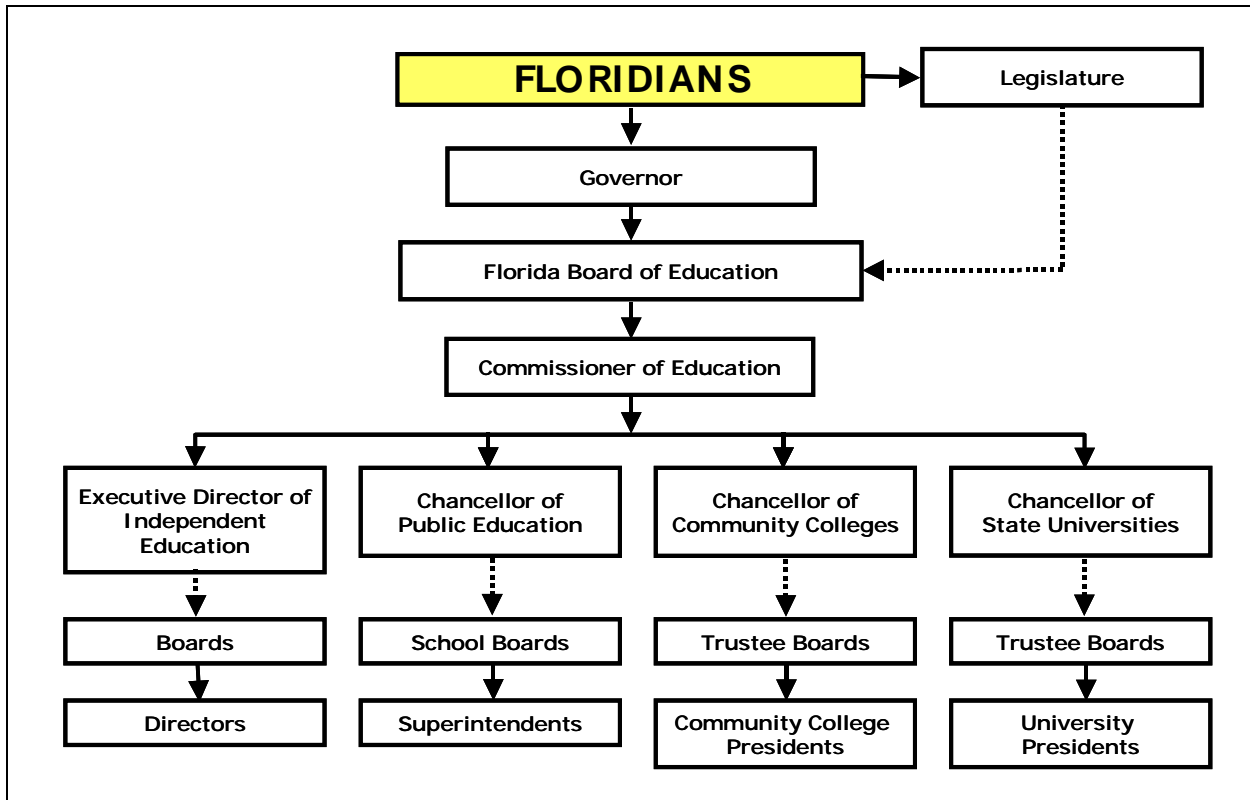 FLORIDIANS
Legislature
Governor
Florida Board of Education
Commissioner of Education
Executive Director of
Independent
Education
Chancellor of
Public Education
Chancellor of
Community Colleges
Chancellor of
State Universities
Boards
School Boards
Trustee Boards
Trustee Boards
Directors
Superintendents
Community College
Presidents
University
Presidents